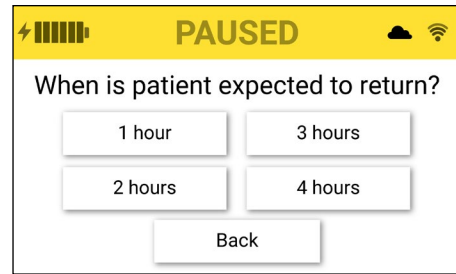 PAUSED
When is patient expected to return?
1 hour 3 hours
2 hours 4 hours
Back